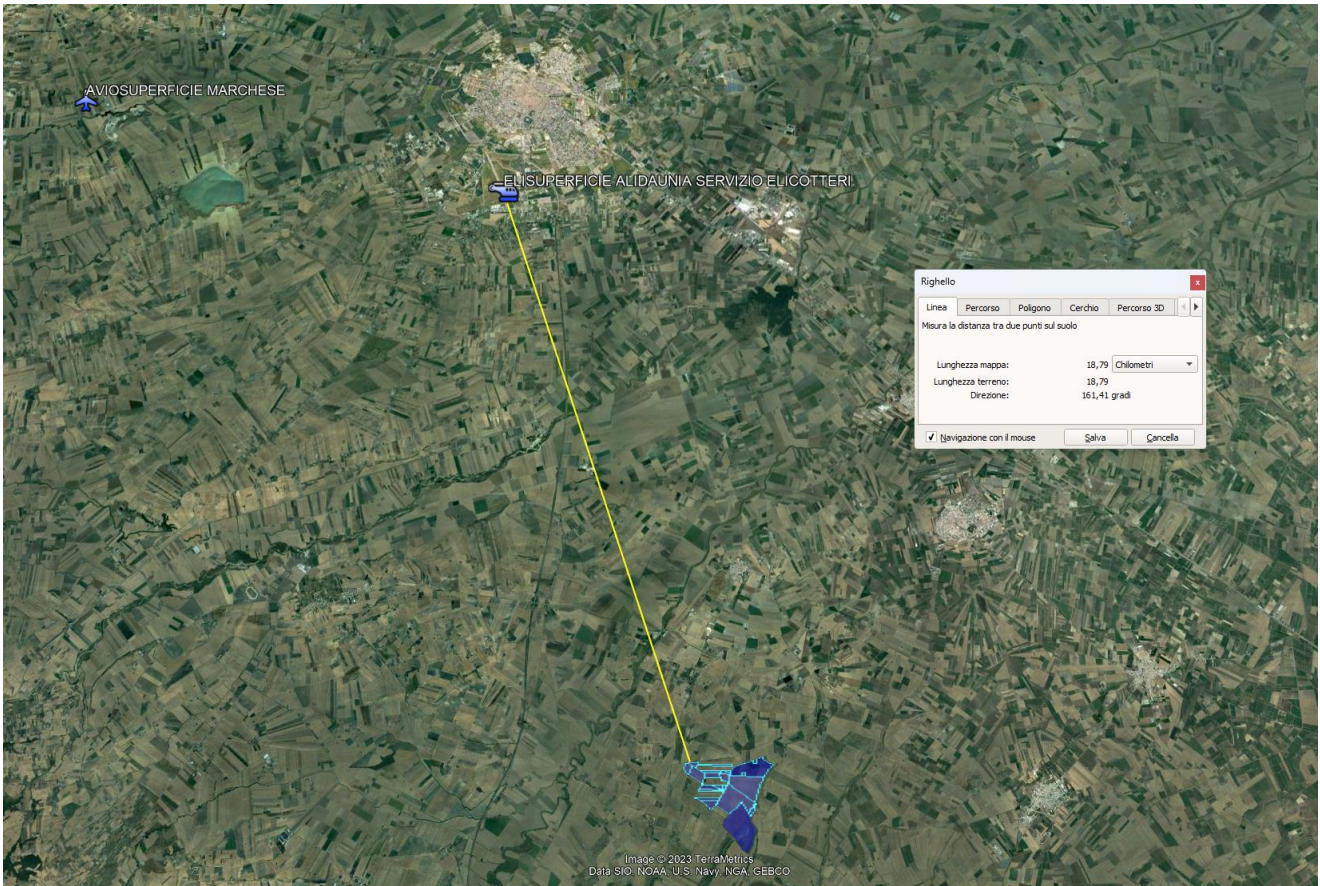 AVIOSUPERFICIE MARCHESE
ELISUPERFICIE ALIDAUNIA SERVIZIO ELICOTTERI
Righello
x
Linea Percorso Poligono Cerchio Percorso 3D
Misura la distanza tra due punti sul suolo
Lunghezza mappa: 18,79 Chilometri
Lunghezza terreno: 18,79
Direzione: 161,41 gradi
Navigazione con il mouse Salva Cancella
Image © 2023 TerraMetrics
Data SIO, NOAA, U.S. Navy, NGA, GEBCO